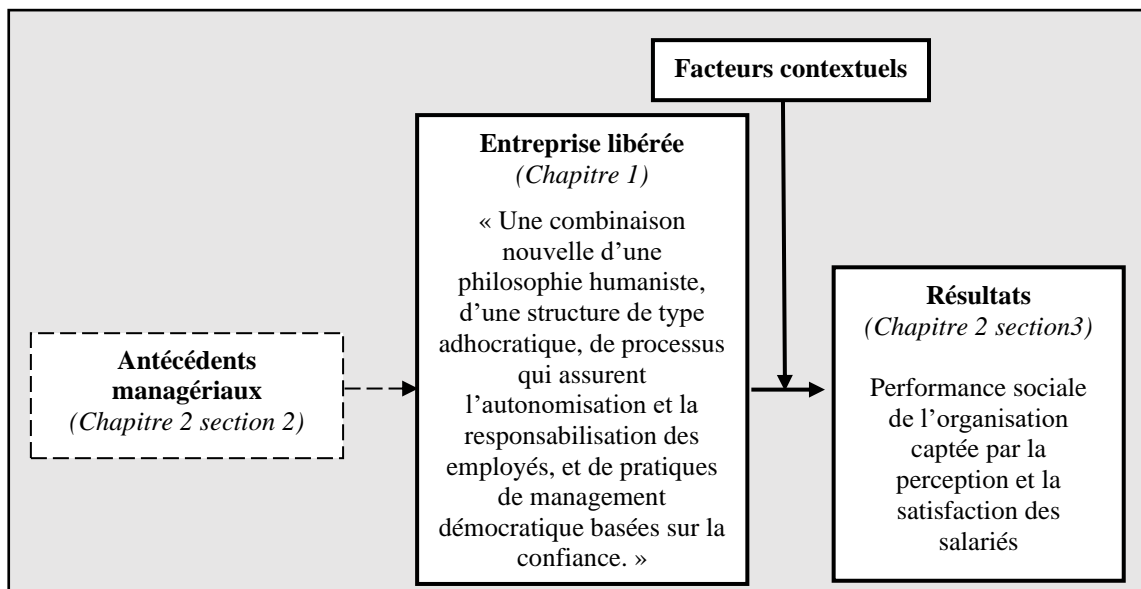 Facteurs contextuels
Entreprise libérée
(Chapitre 1)
« Une combinaison
nouvelle d’une
philosophie humaniste,
d’une structure de type
adhocratique, de processus
qui assurent
l’autonomisation et la
responsabilisation des
employés, et de pratiques
de management
démocratique basées sur la
confiance. »
Antécédents
managériaux
(Chapitre 2 section 2)
Résultats
(Chapitre 2 section3)
Performance sociale
de l’organisation
captée par la
perception et la
satisfaction des
salariés